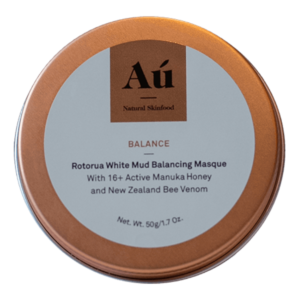 Aú
Natural Skinfood
BALANCE
Rotorua White Mud Balancing Masque
With 16+ Active Manuka Honey
and New Zealand Bee Venom
Net. Wt. 50g/1.7 Oz.